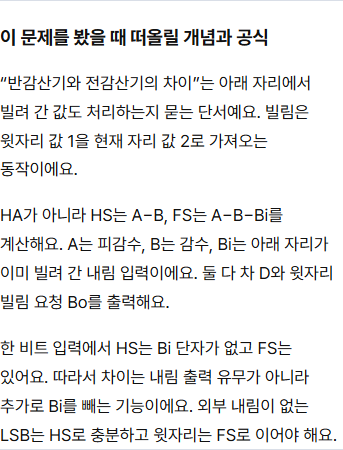 이 문제를 봤을 때 떠올릴 개념과 공식
“반감산기와 전감산기의 차이”는 아래 자리에서
빌려 간 값도 처리하는지 묻는 단서예요. 빌림은
윗자리 값 1을 현재 자리 값 2로 가져오는
동작이에요.
HA가 아니라 HS는 A−B, FS는 A−B−Bi를
계산해요. A는 피감수, B는 감수, Bi는 아래 자리가
이미 빌려 간 내림 입력이에요. 둘 다 차 D와 윗자리
빌림 요청 Bo를 출력해요.
한 비트 입력에서 HS는 Bi 단자가 없고 FS는
있어요. 따라서 차이는 내림 출력 유무가 아니라
추가로 Bi를 빼는 기능이에요. 외부 내림이 없는
LSB는 HS로 충분하고 윗자리는 FS로 이어야 해요.